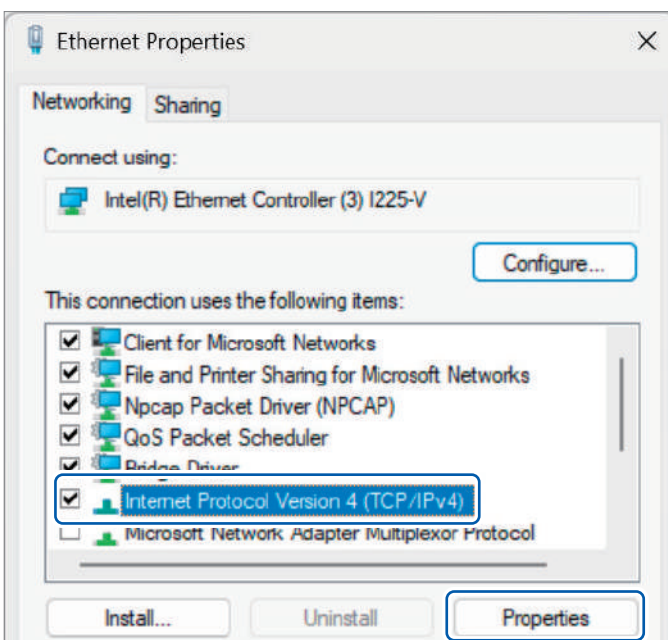 Ethernet Properties
Networking Sharing
Connect using:
Intel(R) Ethernet Controller (3) I225-V
Configure...
This connection uses the following items:
Client for Microsoft Networks
File and Printer Sharing for Microsoft Networks
Npcap Packet Driver (NPCAP)
QoS Packet Scheduler
Bridge Driver
Internet Protocol Version 4 (TCP/IPv4)
Microsoft Network Adapter Multiplexor Protocol
Install... Uninstall Properties